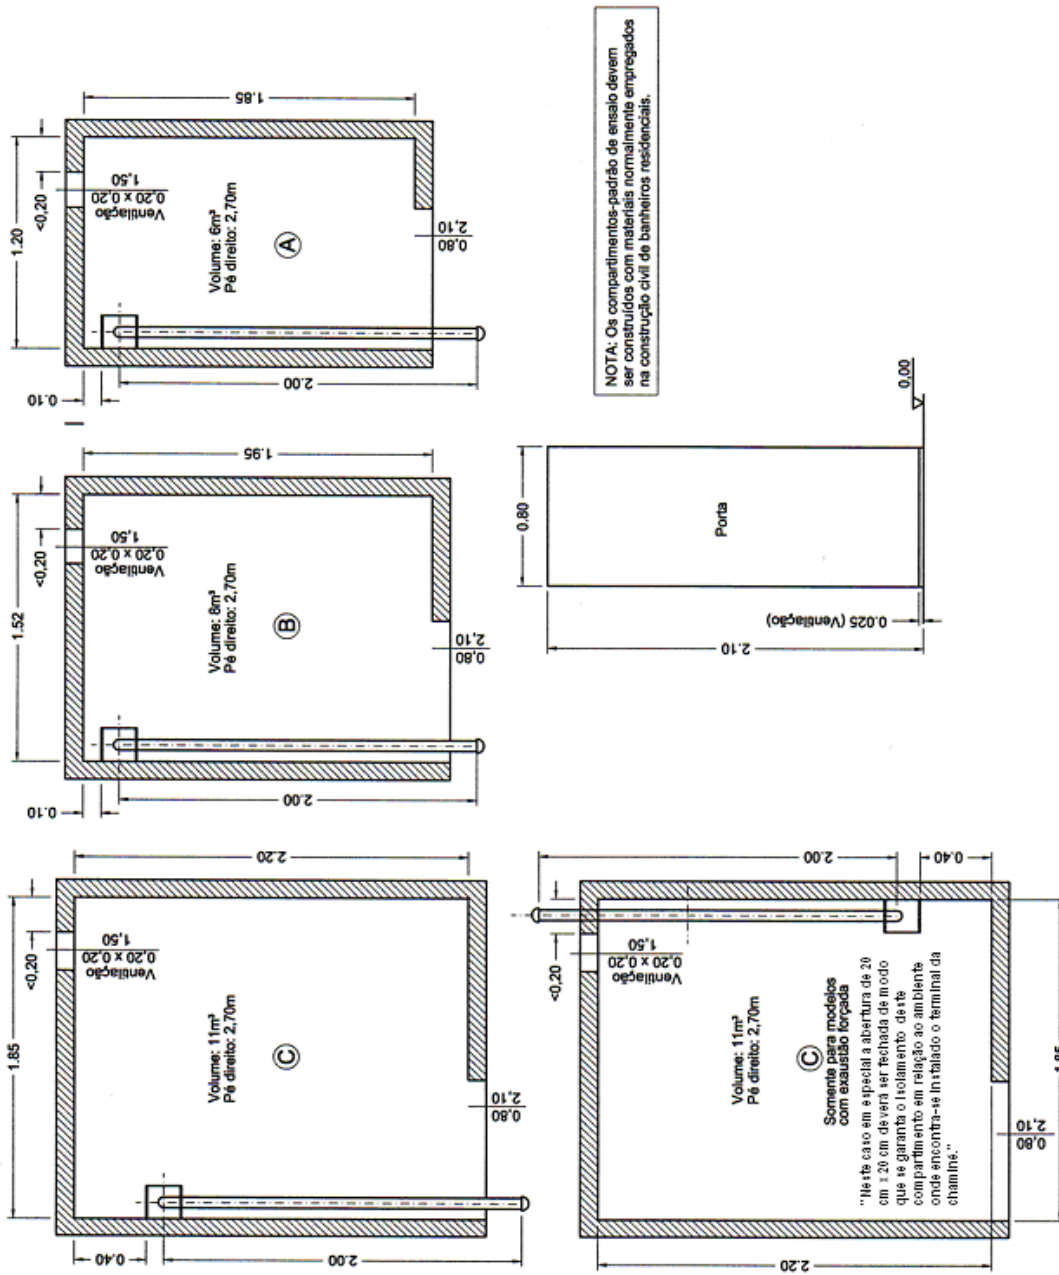 1.20
<0,20
1.85
Ventilação
0,20 x 0,20
1,50
Volume: 6m³
Pé direito: 2,70m
A
0,80
2,10
0.10
2.00
1.52
<0,20
1.95
Ventilação
0,20 x 0,20
1,50
Volume: 8m³
Pé direito: 2,70m
B
0,80
2,10
0.10
2.00
1.85
<0,20
2.20
Ventilação
0,20 x 0,20
1,50
Volume: 11m³
Pé direito: 2,70m
C
0,80
2,10
0.40
2.00
NOTA: Os compartimentos-padrão de ensaio devem
ser construídos com materiais normalmente empregados
na construção civil de banheiros residenciais.
0.80
Porta
2.10
0.025 (Ventilação)
0,00
2.00
0.40
<0,20
Ventilação
0,20 x 0,20
1,50
Volume: 11m³
Pé direito: 2,70m
C
Somente para modelos
com exaustão forçada
"Neste caso em especial a abertura de 20
cm x 20 cm deverá ser fechada de modo
que se garanta o isolamento deste
compartimento em relação ao ambiente
onde encontra-se instalado o terminal da
chaminé."
0,80
2,10
2.20
1.85